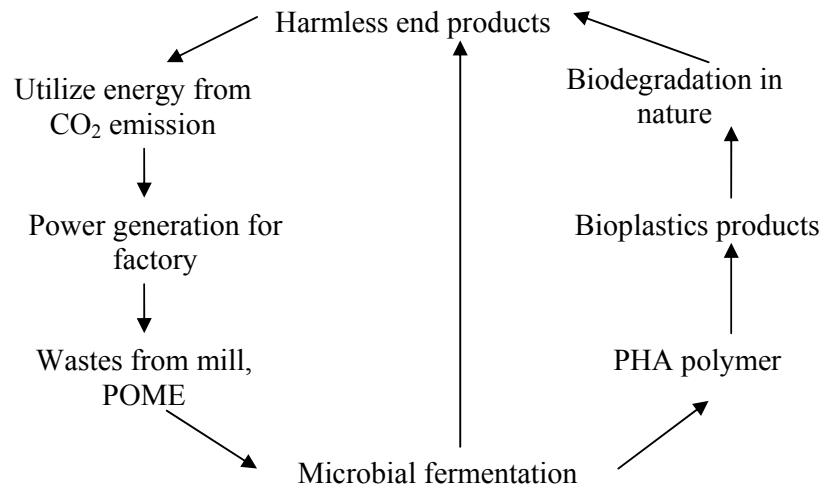 Harmless end products
Utilize energy from
CO₂ emission
Power generation for
factory
Wastes from mill,
POME
Microbial fermentation
PHA polymer
Bioplastics products
Biodegradation in
nature